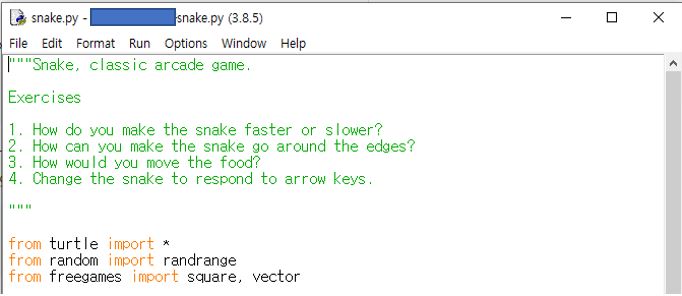 snake.py - snake.py (3.8.5)
File Edit Format Run Options Window Help
"""Snake, classic arcade game.
Exercises
1. How do you make the snake faster or slower?
2. How can you make the snake go around the edges?
3. How would you move the food?
4. Change the snake to respond to arrow keys.
"""
from turtle import *
from random import randrange
from freegames import square, vector